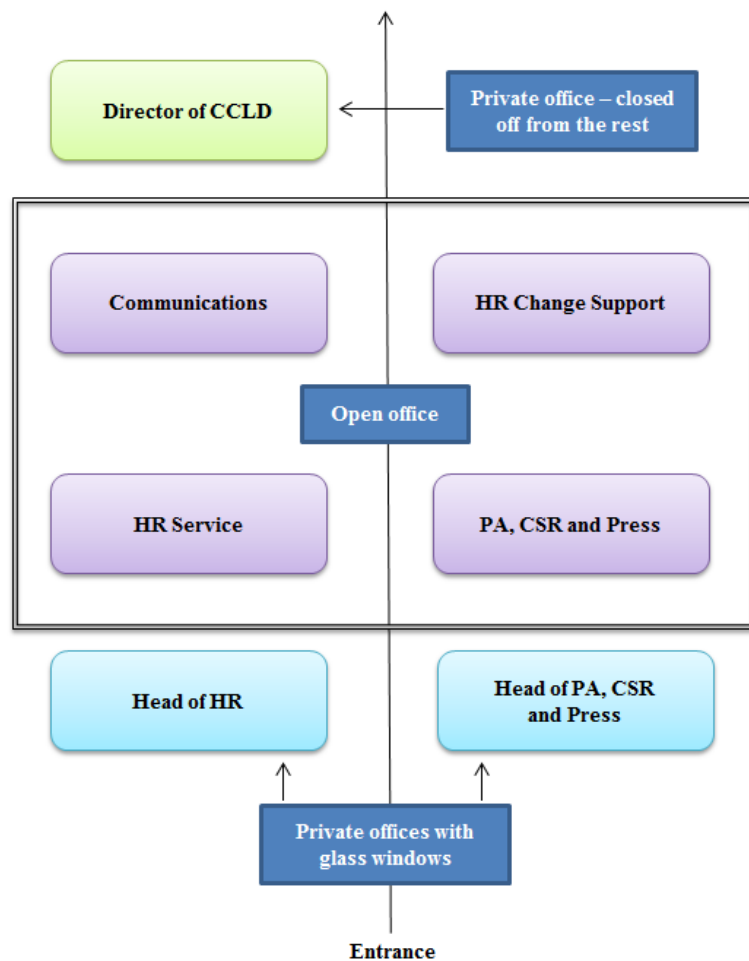 Director of CCLD
Private office – closed
off from the rest
Communications
HR Change Support
Open office
HR Service
PA, CSR and Press
Head of HR
Head of PA, CSR
and Press
Private offices with
glass windows
Entrance